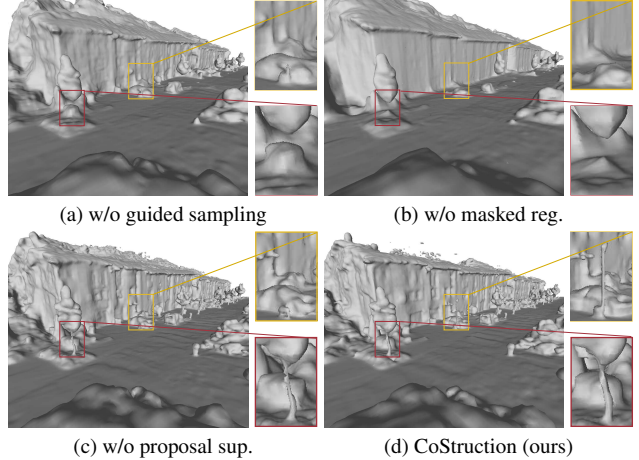 (a) w/o guided sampling
(b) w/o masked reg.
(c) w/o proposal sup.
(d) CoStruction (ours)